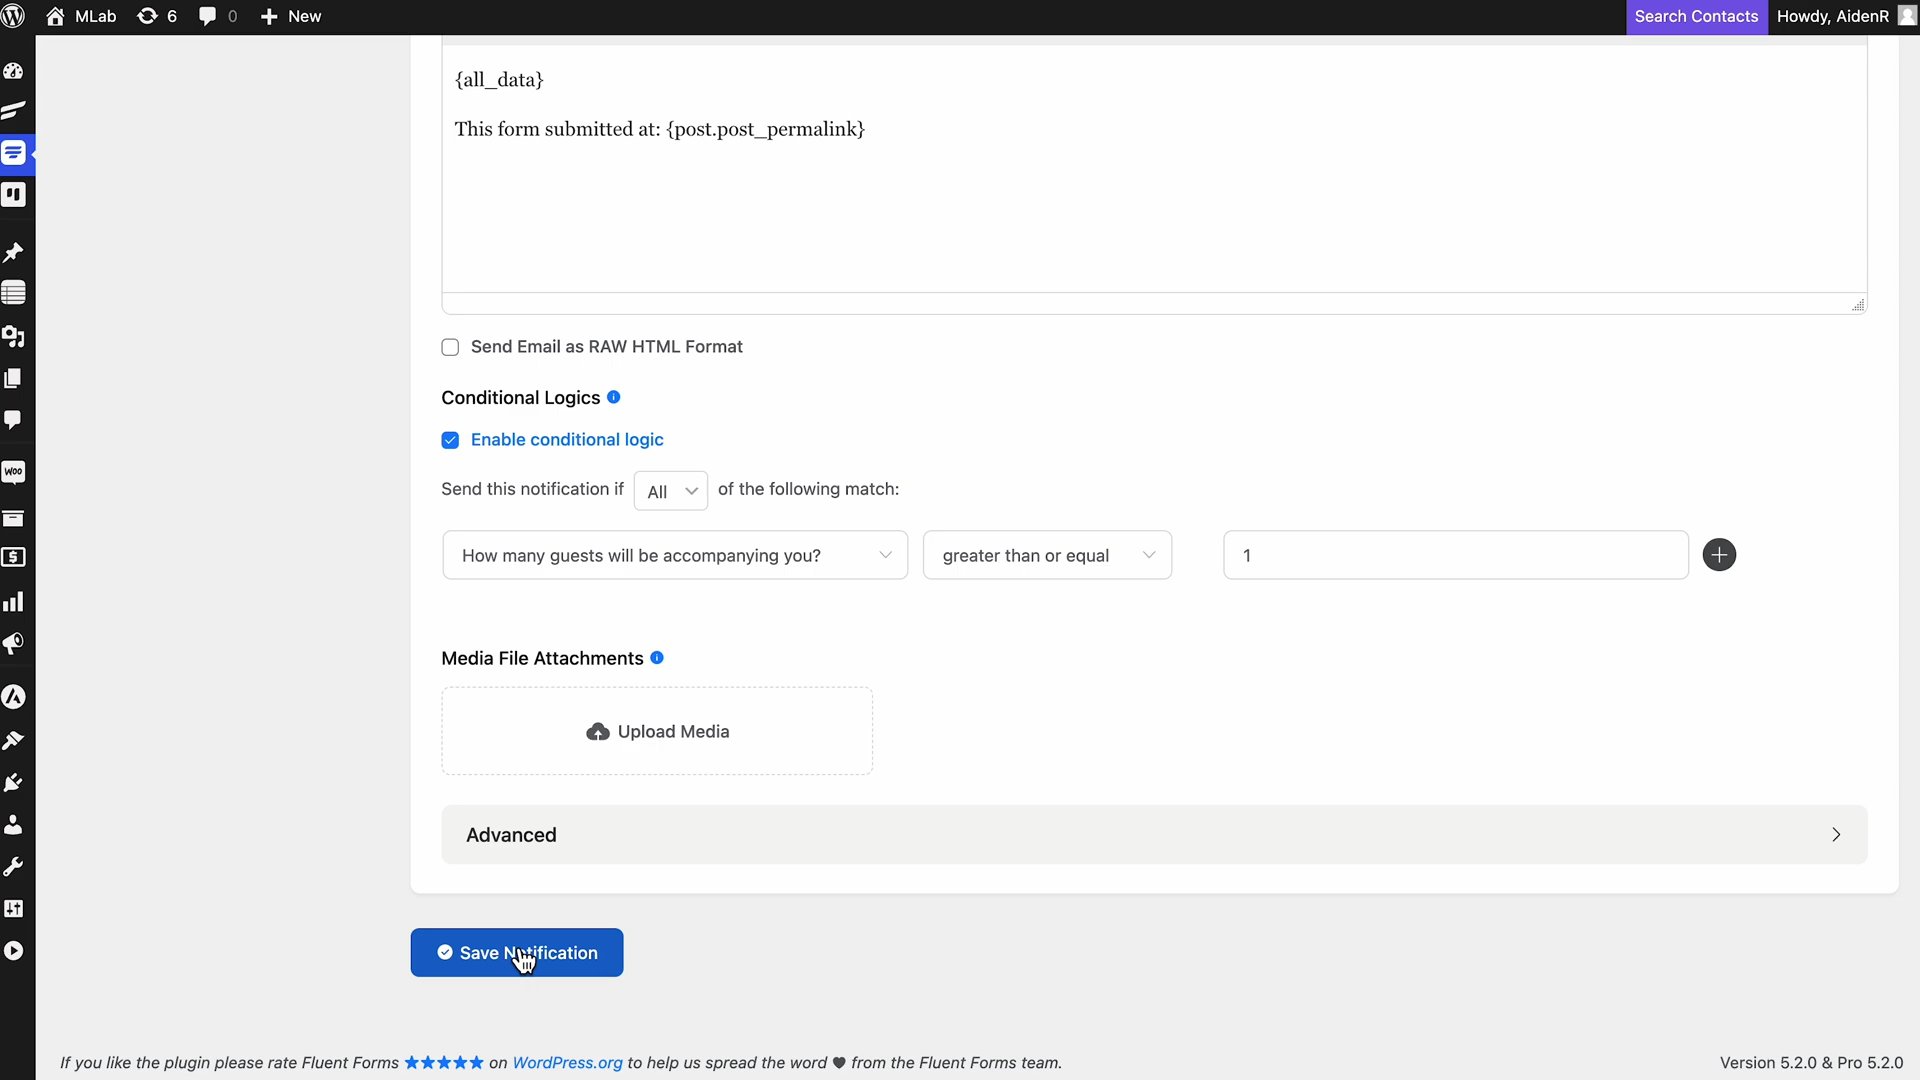 MLab 6 0 New Search Contacts Howdy, AidenR
{all_data}
This form submitted at: {post.post_permalink}
Send Email as RAW HTML Format
Conditional Logics
Enable conditional logic
Send this notification if All of the following match:
How many guests will be accompanying you? greater than or equal 1
Media File Attachments
Upload Media
Advanced
Save Notification
If you like the plugin please rate Fluent Forms ★★★★★ on WordPress.org to help us spread the word ♥ from the Fluent Forms team. Version 5.2.0 & Pro 5.2.0
Woo